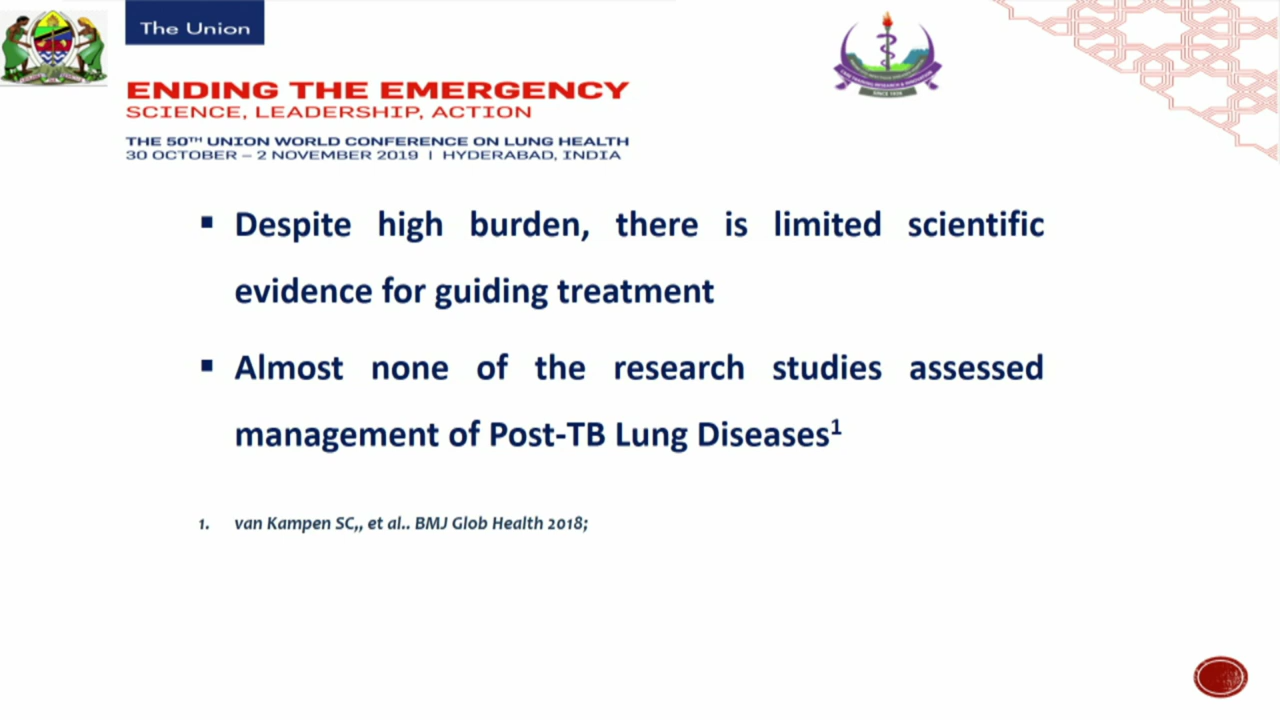 The Union
ENDING THE EMERGENCY
SCIENCE, LEADERSHIP, ACTION
THE 50TH UNION WORLD CONFERENCE ON LUNG HEALTH
30 OCTOBER – 2 NOVEMBER 2019 | HYDERABAD, INDIA
▪ Despite high burden, there is limited scientific
evidence for guiding treatment
▪ Almost none of the research studies assessed
management of Post-TB Lung Diseases1
1. van Kampen SC,, et al.. BMJ Glob Health 2018;
SINCE